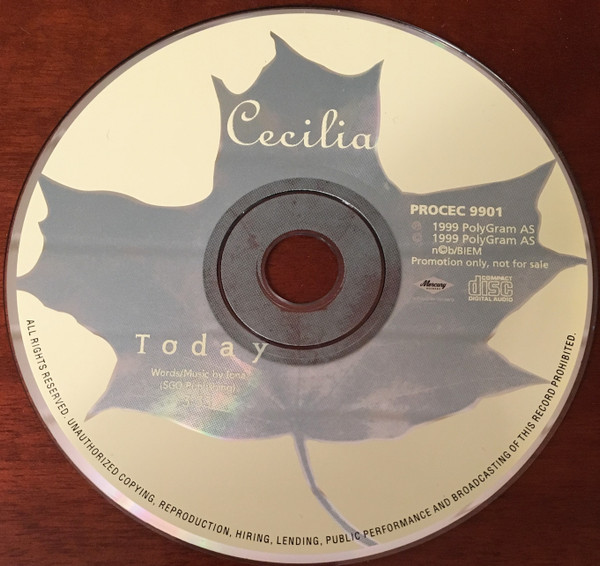 Cecilia
PROCEC 9901
℗ 1999 PolyGram AS
© 1999 PolyGram AS
n©b/BIEM
Promotion only, not for sale
Mercury
COMPACT
disc
DIGITAL AUDIO
Today
Words/Music by
(SGO Publishing)
ALL RIGHTS RESERVED. UNAUTHORIZED COPYING, REPRODUCTION, HIRING, LENDING, PUBLIC PERFORMANCE AND BROADCASTING OF THIS RECORD PROHIBITED.